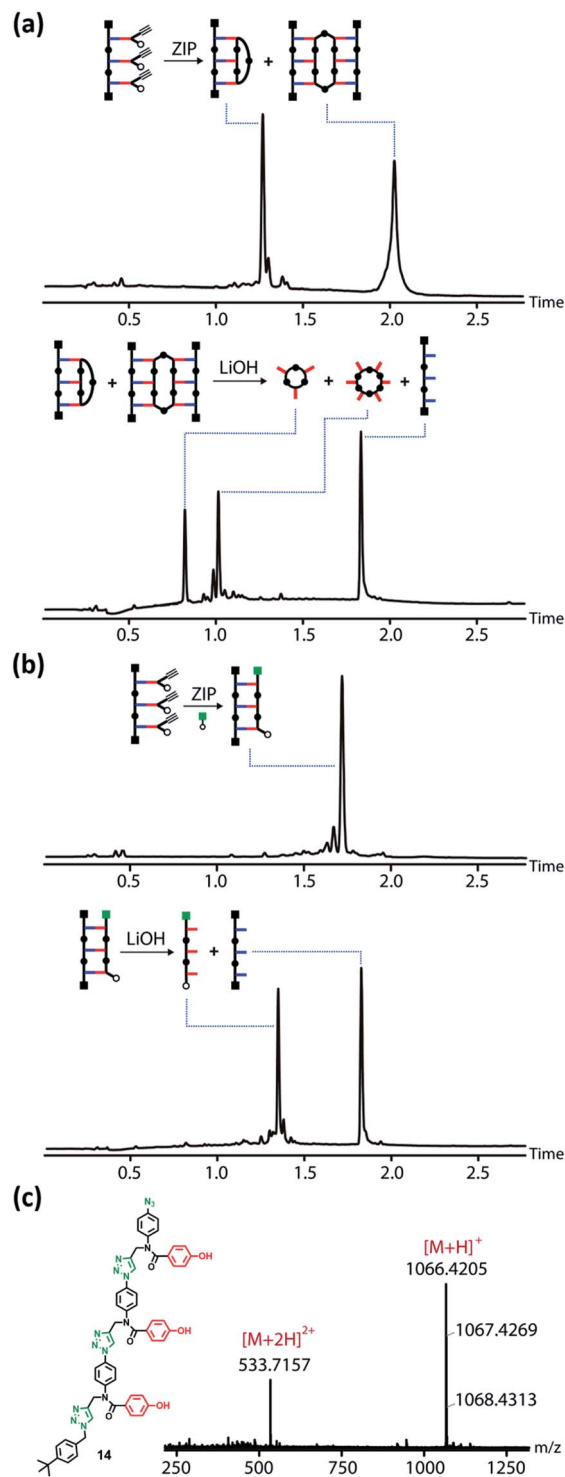 (a)
ZIP
+
0.5 1.0 1.5 2.0 2.5 Time
+ LiOH + +
0.5 1.0 1.5 2.0 2.5 Time
(b)
ZIP
0.5 1.0 1.5 2.0 2.5 Time
LiOH +
0.5 1.0 1.5 2.0 2.5 Time
(c)
N3
[M+H]+
1066.4205
N
O
OH
N=N
N
[M+2H]2+
533.7157
1067.4269
N
O
OH
N=N
N
1068.4313
N
O
OH
N=N
N
14
250 500 750 1000 1250 m/z